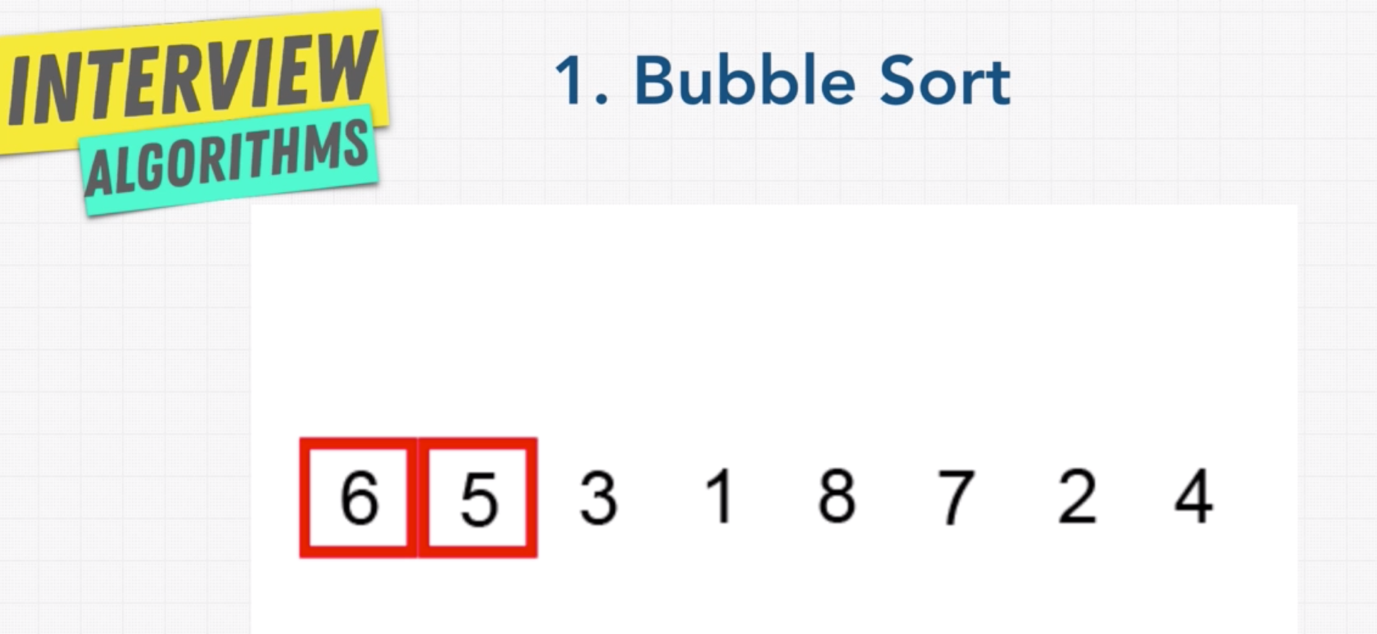 INTERVIEW
ALGORITHMS
1. Bubble Sort
6 5 3 1 8 7 2 4